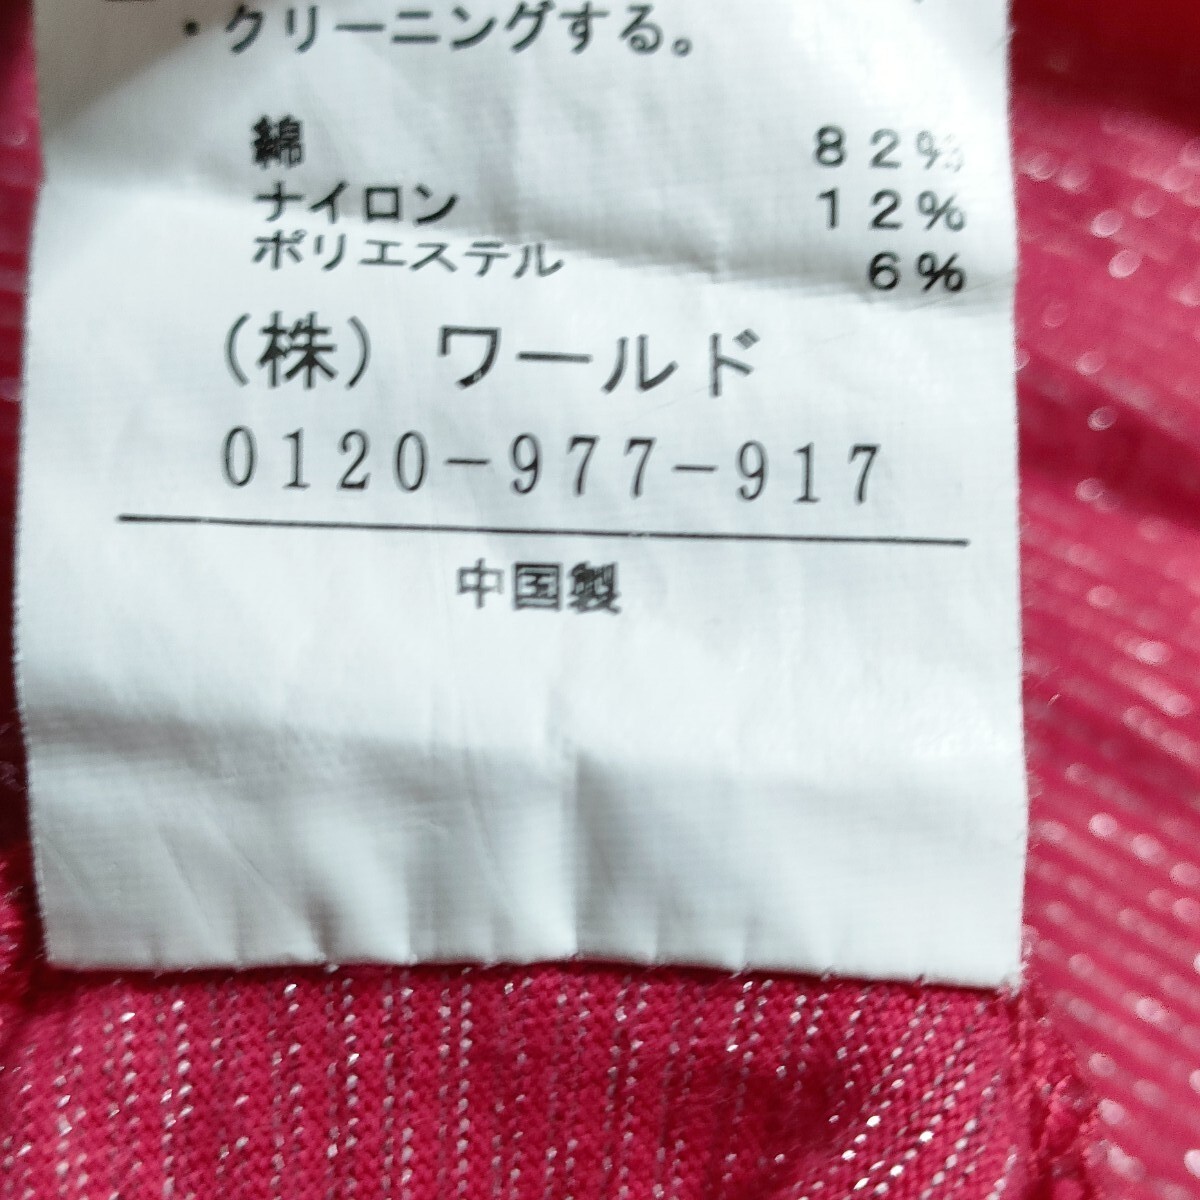 ・クリーニングする。
綿 82%
ナイロン 12%
ポリエステル 6%
(株) ワールド
0120-977-917
中国製